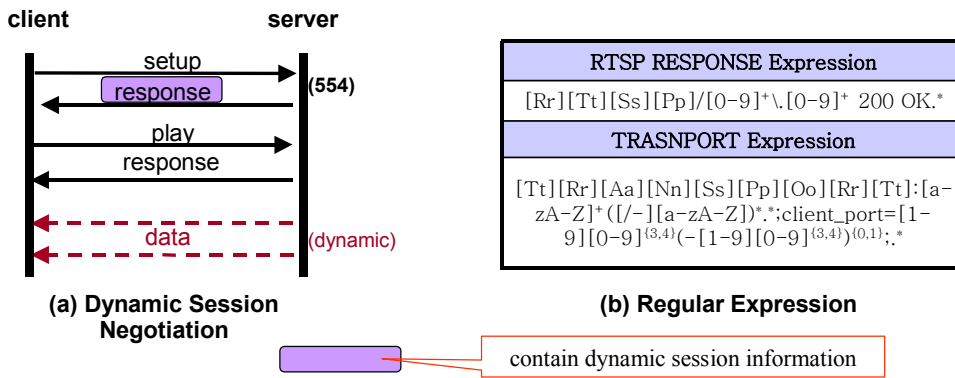 client server
setup
(554)
response
play
response
data
(dynamic)
(a) Dynamic Session
Negotiation
RTSP RESPONSE Expression
[Rr][Tt][Ss][Pp]/[0-9]⁺\.[0-9]⁺ 200 OK.*
TRASNPORT Expression
[Tt][Rr][Aa][Nn][Ss][Pp][Oo][Rr][Tt]:[a-
zA-Z]⁺([/-][a-zA-Z])*.*;client_port=[1-
9][0-9]{3,4}(-[1-9][0-9]{3,4}){0,1};.*
(b) Regular Expression
contain dynamic session information